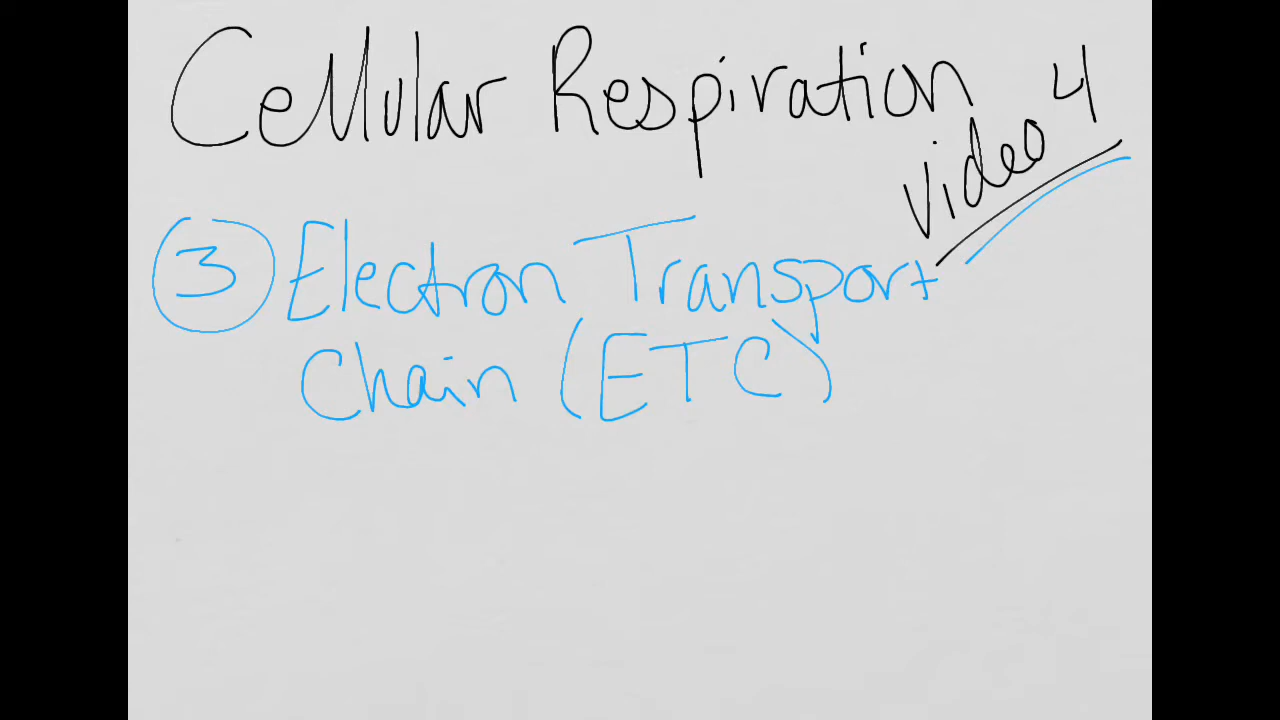 Cellular Respiration
video 4
3 Electron Transport
Chain (ETC)